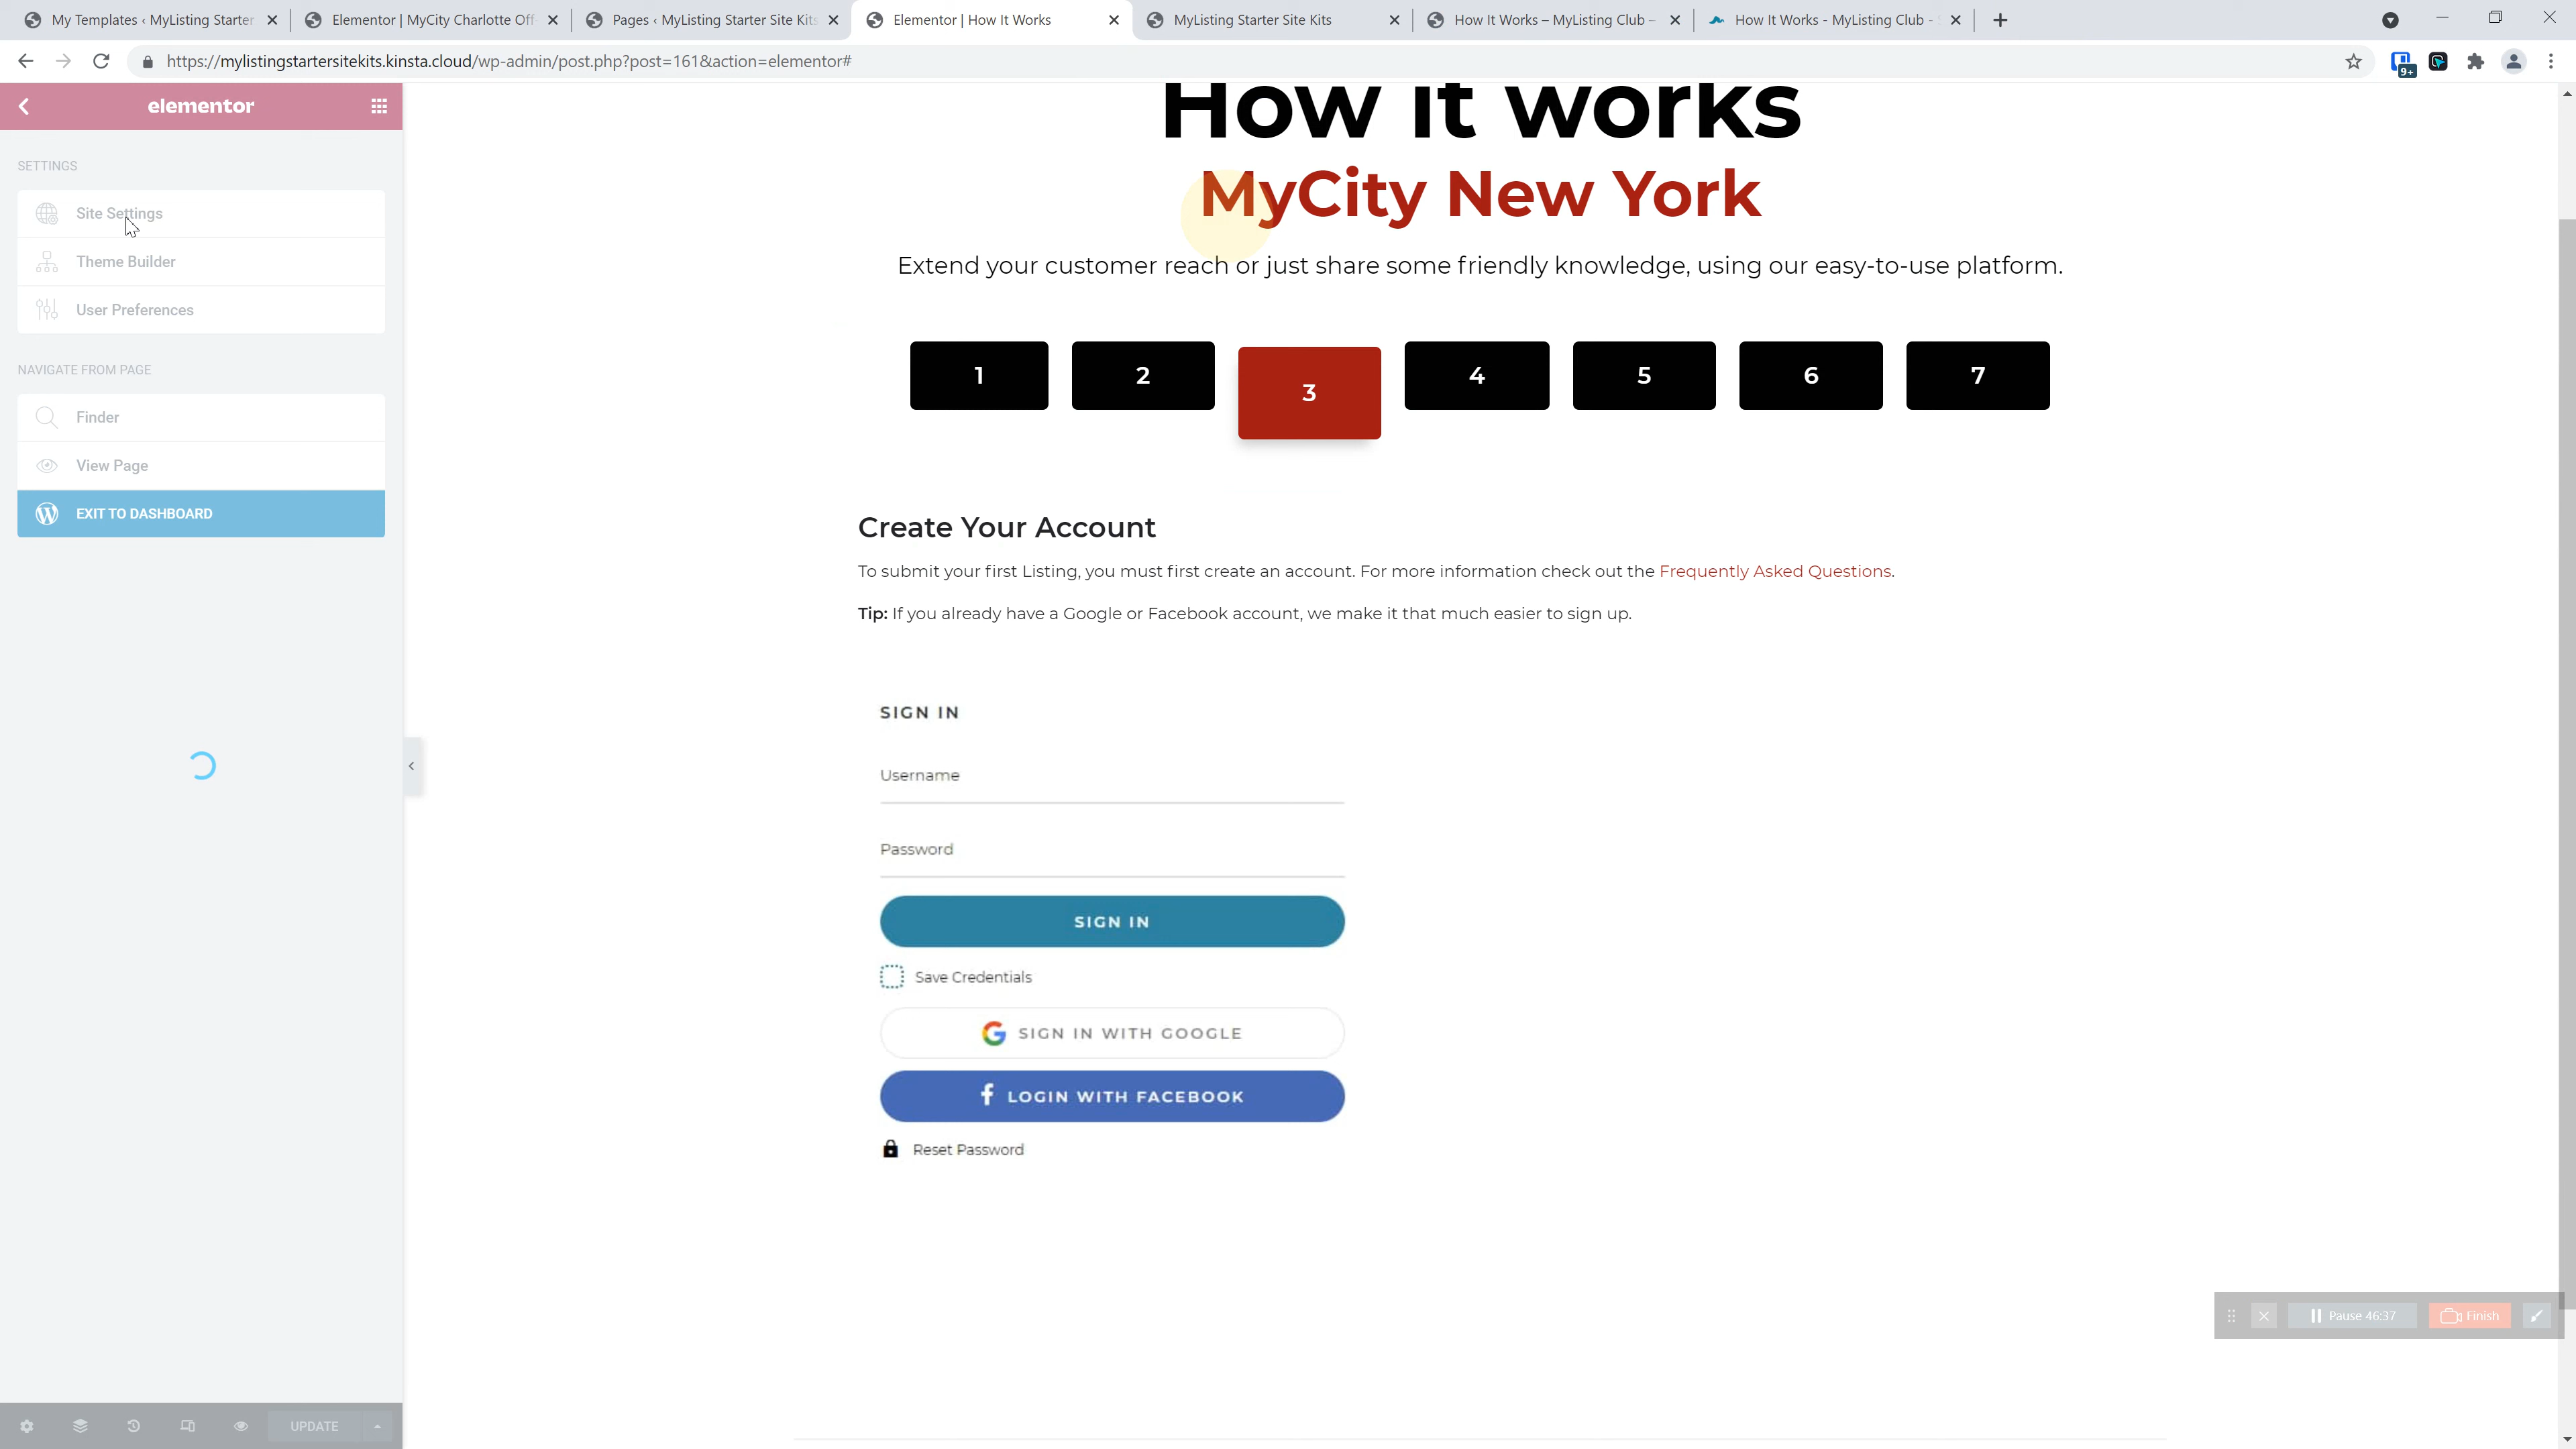 My Templates ‹ MyListing Starter
Elementor | MyCity Charlotte Off
Pages ‹ MyListing Starter Site Kits
Elementor | How It Works
MyListing Starter Site Kits
How It Works – MyListing Club –
How It Works - MyListing Club -
https://mylistingstartersitekits.kinsta.cloud/wp-admin/post.php?post=161&action=elementor#
9+
elementor
SETTINGS
Site Settings
Theme Builder
User Preferences
NAVIGATE FROM PAGE
Finder
View Page
EXIT TO DASHBOARD
UPDATE
How it works
MyCity New York
Extend your customer reach or just share some friendly knowledge, using our easy-to-use platform.
1 2 3 4 5 6 7
Create Your Account
To submit your first Listing, you must first create an account. For more information check out the Frequently Asked Questions.
Tip: If you already have a Google or Facebook account, we make it that much easier to sign up.
SIGN IN
Username
Password
SIGN IN
Save Credentials
SIGN IN WITH GOOGLE
LOGIN WITH FACEBOOK
Reset Password
Pause 46:37
Finish